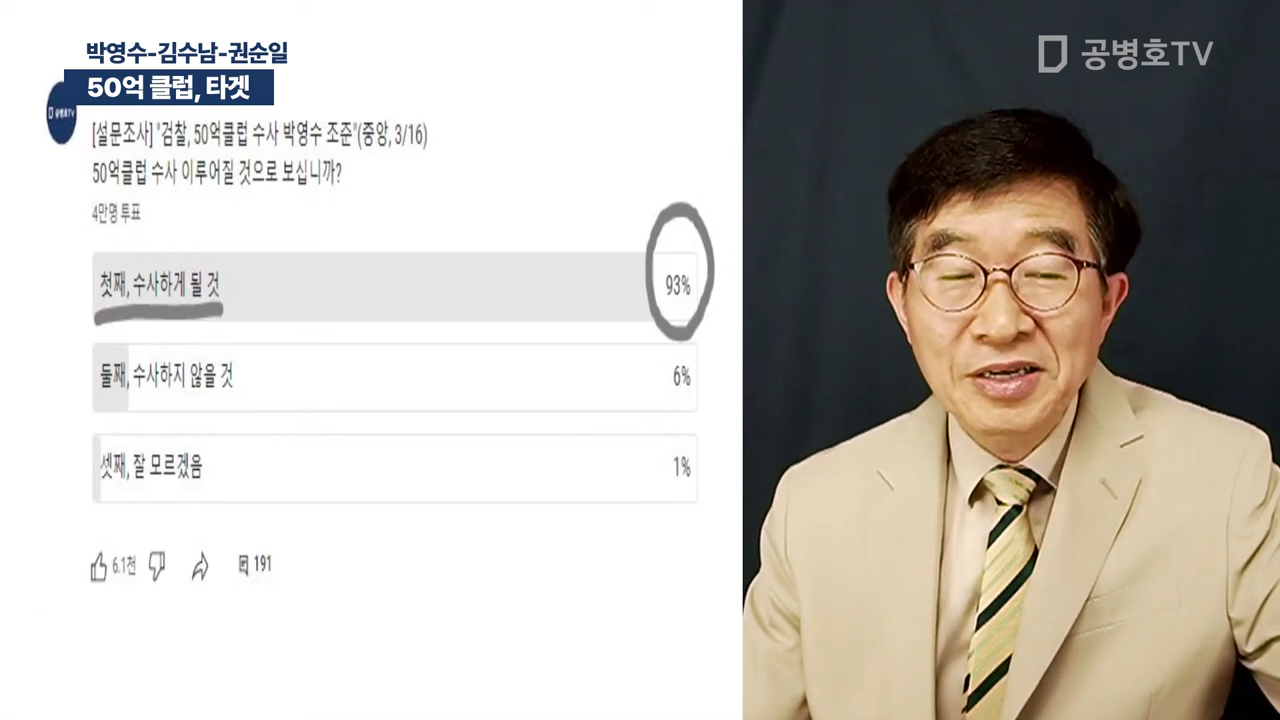 박영수-김수남-권순일
50억 클럽, 타겟
공병호TV
공병호TV
[설문조사] "검찰, 50억클럽 수사 박영수 조준"(중앙, 3/16)
50억클럽 수사 이루어질 것으로 보십니까?
4만명 투표
첫째, 수사하게 될 것 93%
둘째, 수사하지 않을 것 6%
셋째, 잘 모르겠음 1%
6.1천 191